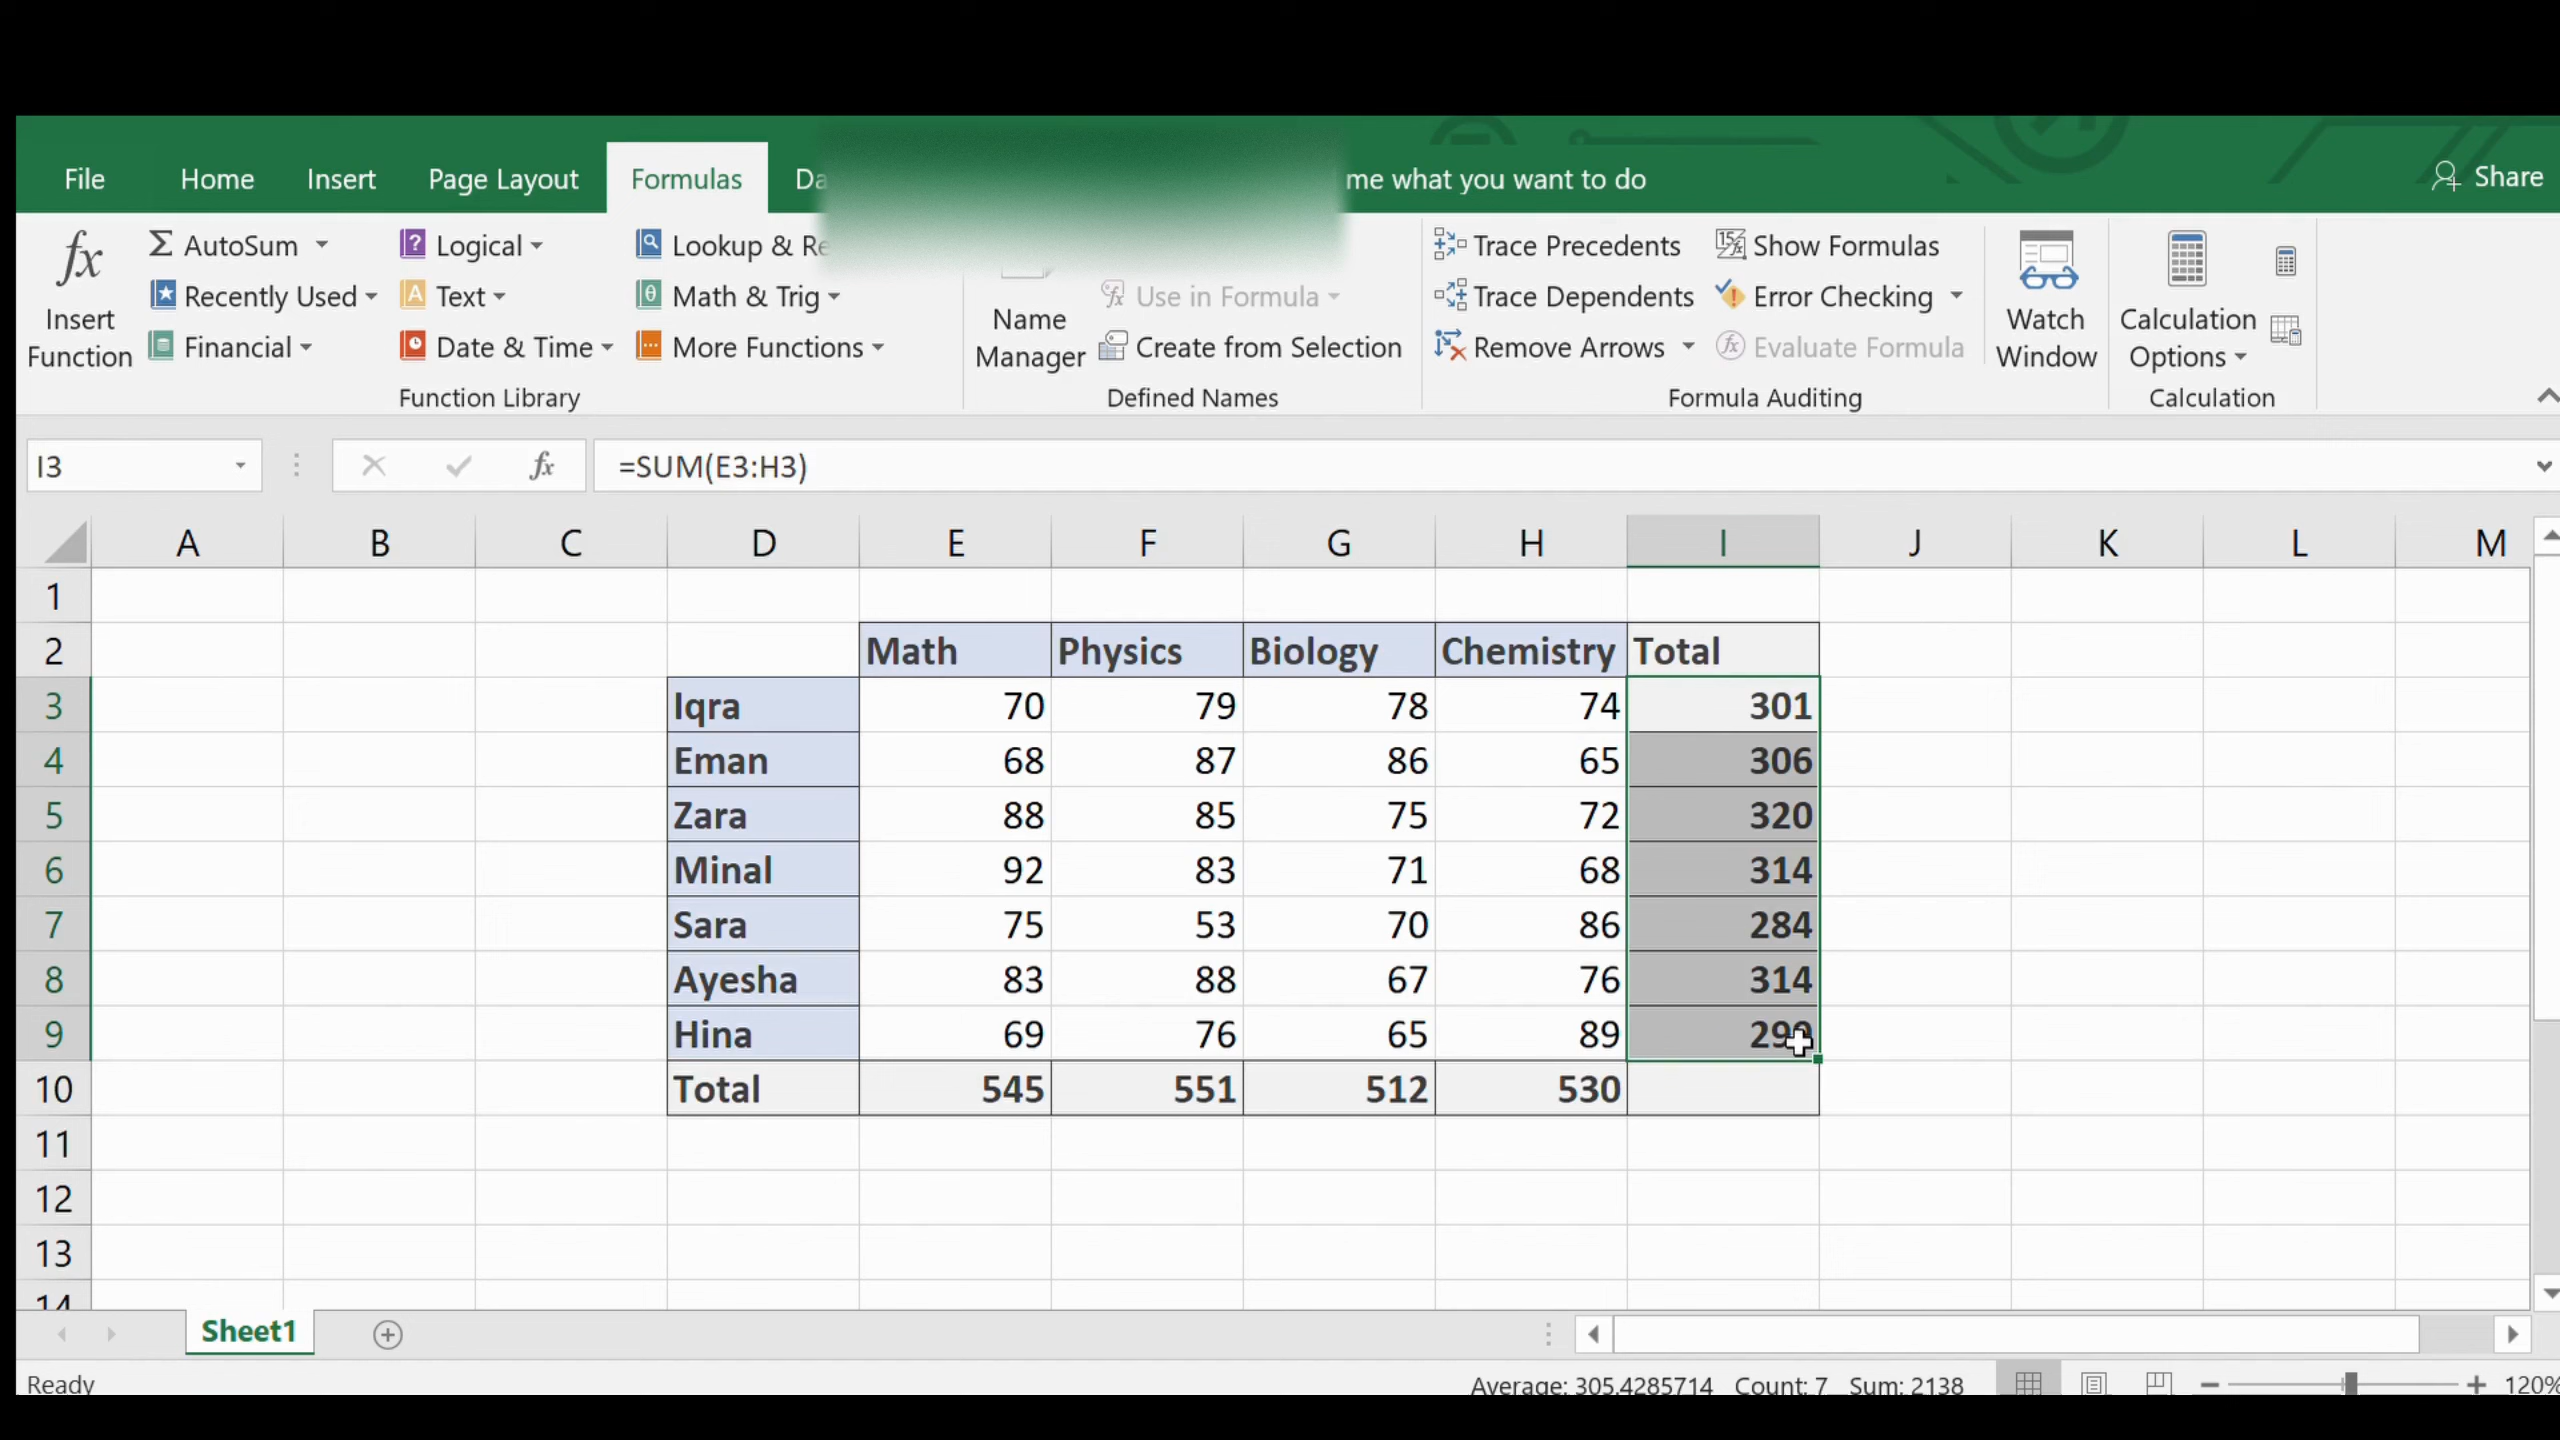 File Home Insert Page Layout Formulas Da me what you want to do Share
AutoSum Logical Lookup & Re Trace Precedents Show Formulas
Recently Used Text Math & Trig Use in Formula Trace Dependents Error Checking
Insert Function Financial Date & Time More Functions Name Manager Create from Selection Remove Arrows Evaluate Formula Watch Window Calculation Options
Function Library Defined Names Formula Auditing Calculation
I3 fx =SUM(E3:H3)
A B C D E F G H I J K L M
1
2 Math Physics Biology Chemistry Total
3 Iqra 70 79 78 74 301
4 Eman 68 87 86 65 306
5 Zara 88 85 75 72 320
6 Minal 92 83 71 68 314
7 Sara 75 53 70 86 284
8 Ayesha 83 88 67 76 314
9 Hina 69 76 65 89
10 Total 545 551 512 530
11
12
13
14
Sheet1
Ready Average: 305.4285714 Count: 7 Sum: 2138 120%